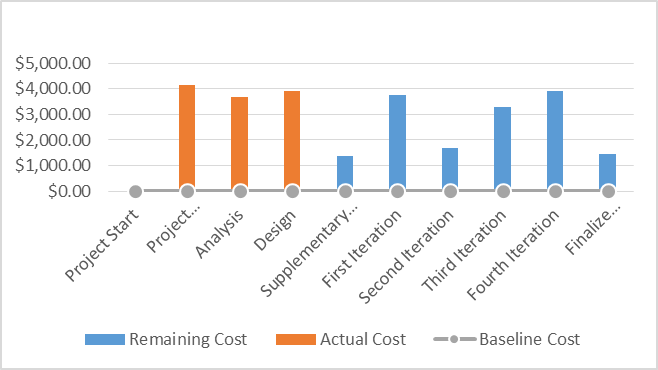 $5,000.00
$4,000.00
$3,000.00
$2,000.00
$1,000.00
$0.00
Project Start
Project...
Analysis
Design
Supplementary...
First Iteration
Second Iteration
Third Iteration
Fourth Iteration
Finalize...
Remaining Cost
Actual Cost
Baseline Cost